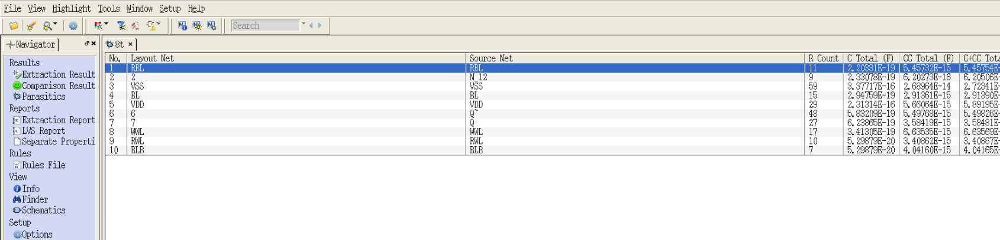 File View Highlight Tools Window Setup Help
Search
Navigator
8t
Results
Extraction Result
Comparison Result
Parasitics
Reports
Extraction Report
LVS Report
Separate Properti
Rules
Rules File
View
Info
Finder
Schematics
Setup
Options
No. Layout Net Source Net R Count C Total (F) CC Total (F) C+CC Tota
1 RBL RBL 11 2.20331E-19 5.45732E-15 5.45754E-
2 2 N_12 9 2.33078E-19 6.20273E-16 6.20506E-
3 VSS VSS 59 3.37717E-16 2.68964E-14 2.72341E-
4 BL BL 15 2.94759E-19 2.91361E-15 2.91390E-
5 VDD VDD 29 2.31314E-16 5.66064E-15 5.89195E-
6 6 Q~ 48 5.83209E-19 5.49768E-15 5.49826E-
7 7 Q 27 6.23865E-19 3.58419E-15 3.58481E-
8 WWL WWL 17 3.41305E-19 6.63535E-15 6.63569E-
9 RWL RWL 10 5.29879E-20 3.40862E-15 3.40867E-
10 BLB BLB 7 5.29879E-20 4.04160E-15 4.04165E-